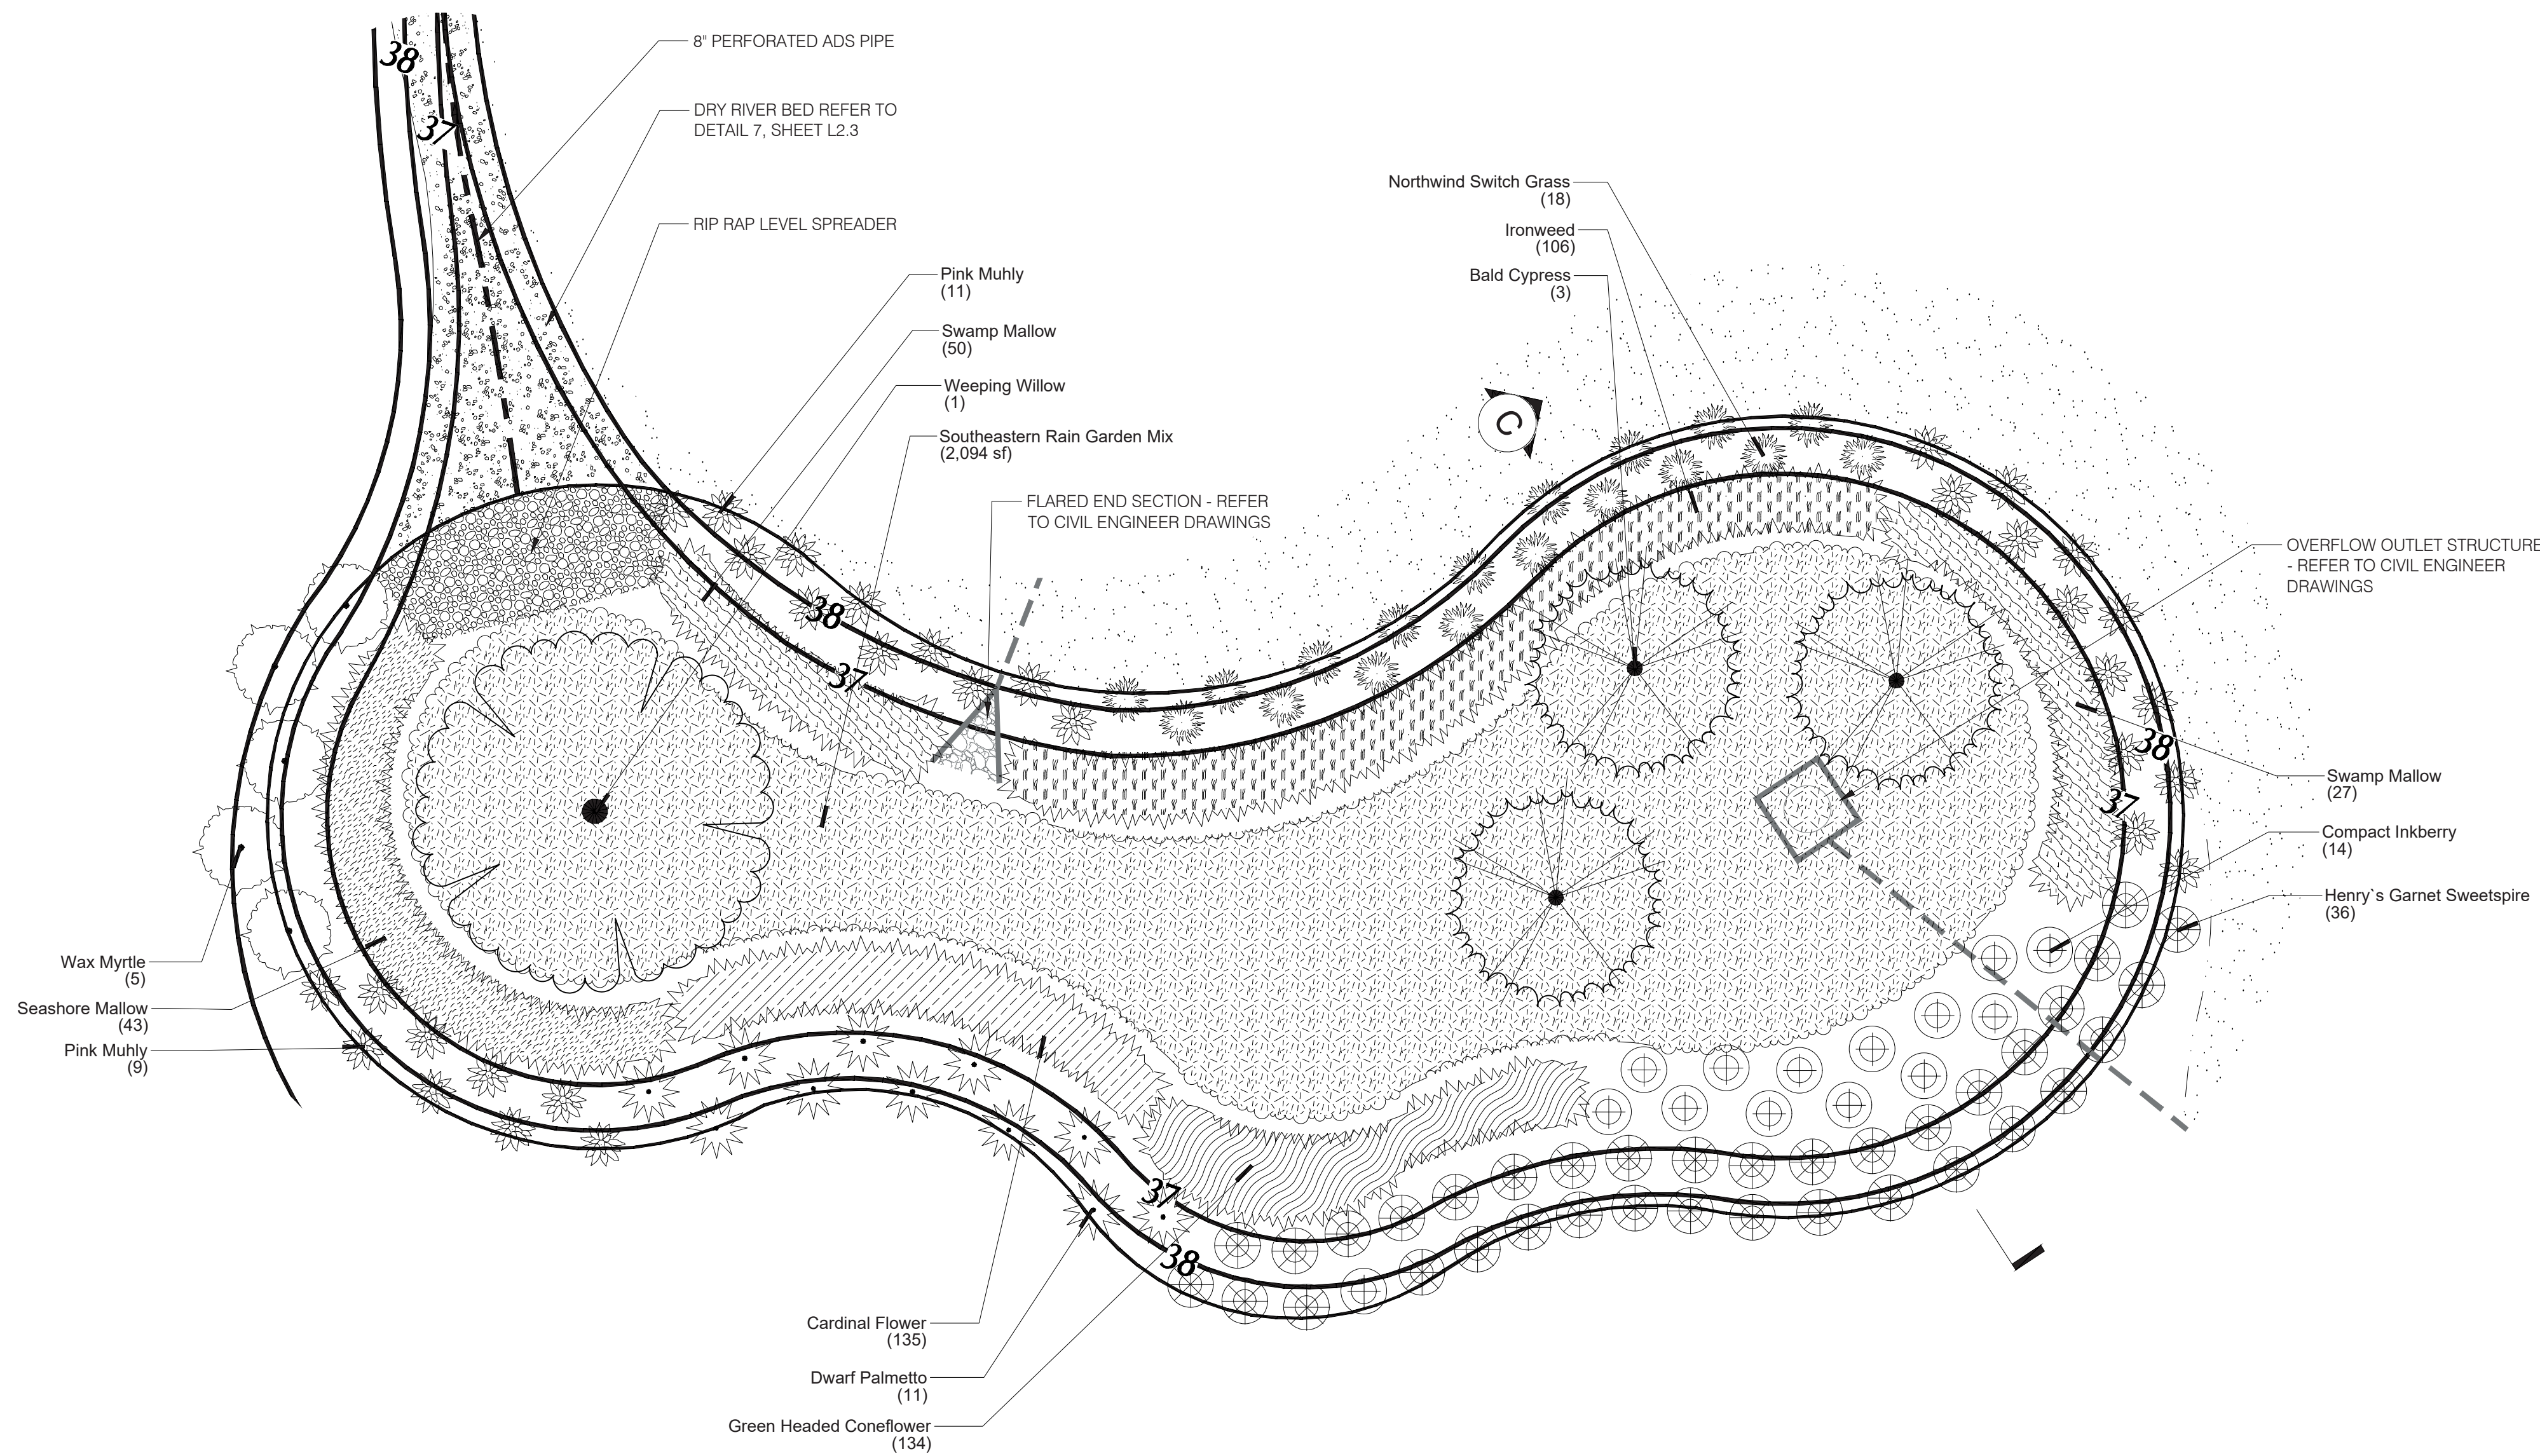 38
8" PERFORATED ADS PIPE
37
DRY RIVER BED REFER TO
DETAIL 7, SHEET L2.3
RIP RAP LEVEL SPREADER
Pink Muhly
(11)
Swamp Mallow
(50)
Weeping Willow
(1)
Southeastern Rain Garden Mix
(2,094 sf)
FLARED END SECTION - REFER
TO CIVIL ENGINEER DRAWINGS
Northwind Switch Grass
(18)
Ironweed
(106)
Bald Cypress
(3)
C
OVERFLOW OUTLET STRUCTURE
- REFER TO CIVIL ENGINEER
DRAWINGS
38
37
38
37
Swamp Mallow
(27)
Compact Inkberry
(14)
Henry`s Garnet Sweetspire
(36)
Wax Myrtle
(5)
Seashore Mallow
(43)
Pink Muhly
(9)
37
38
Cardinal Flower
(135)
Dwarf Palmetto
(11)
Green Headed Coneflower
(134)